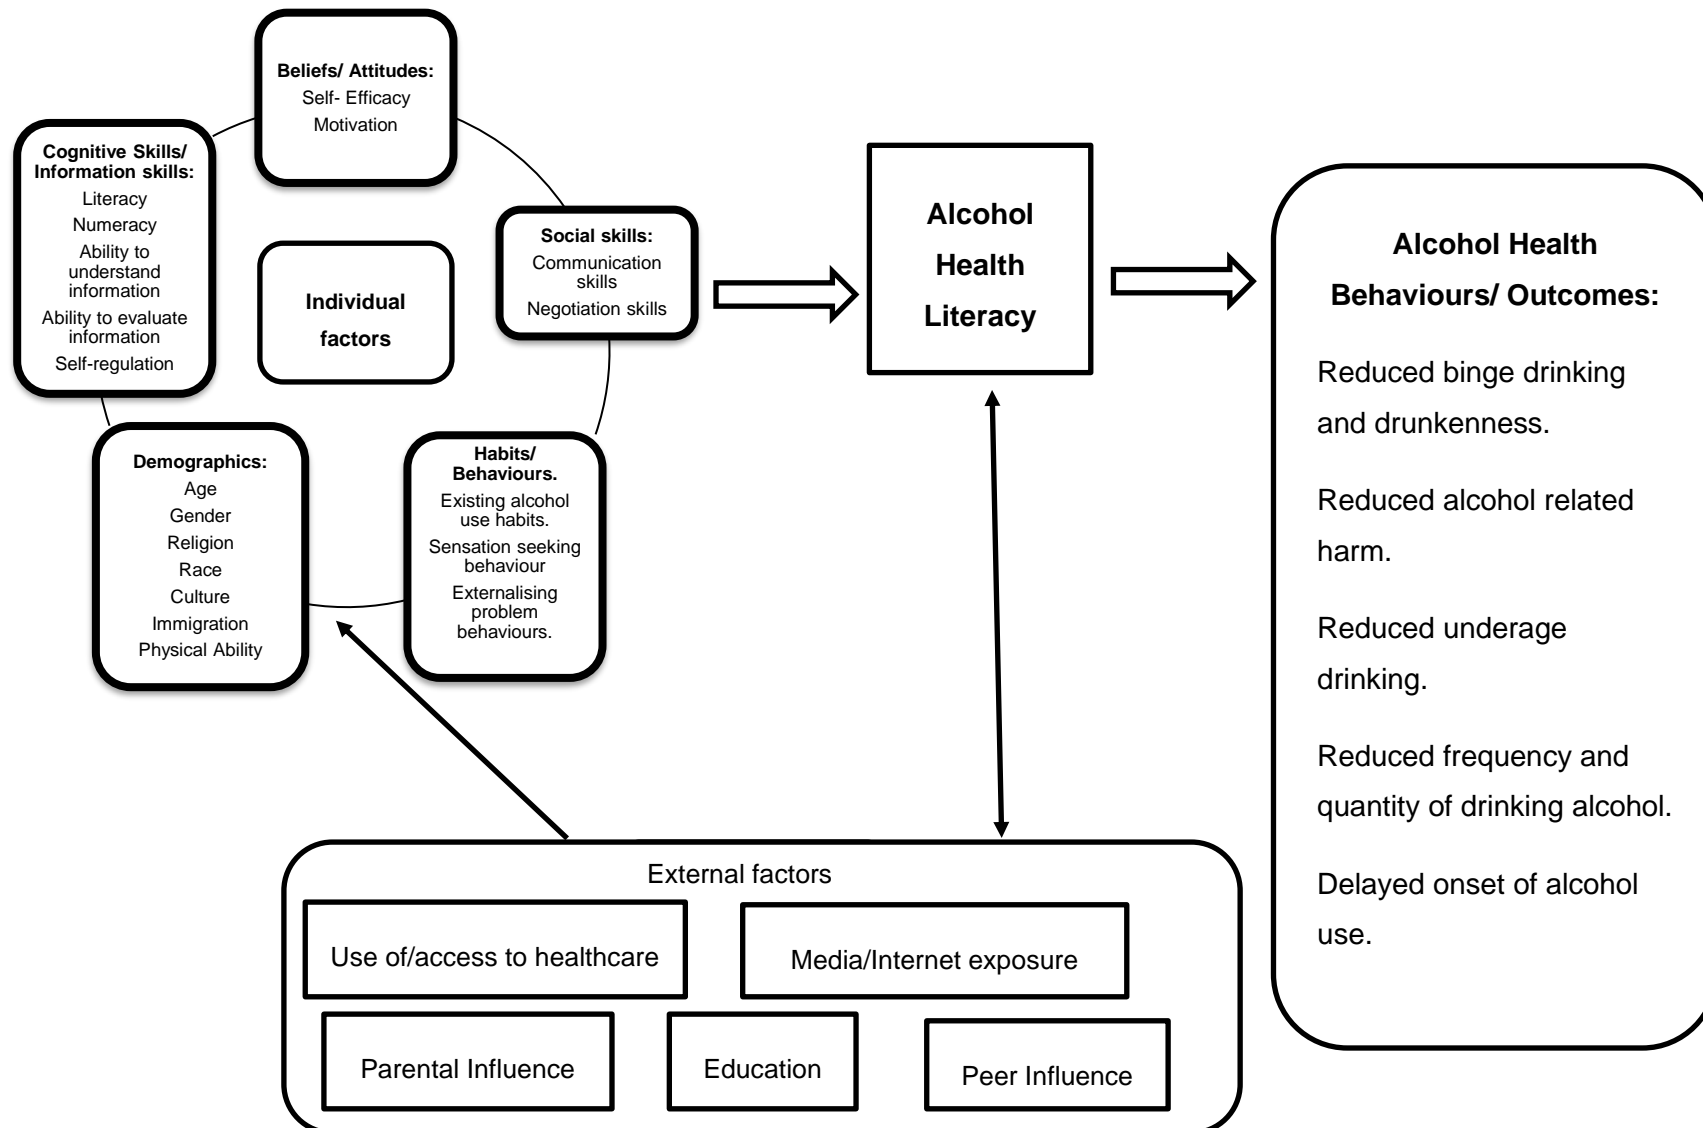 Beliefs/ Attitudes:
Self- Efficacy
Motivation
Cognitive Skills/
Information skills:
Literacy
Numeracy
Ability to
understand
information
Ability to evaluate
information
Self-regulation
Social skills:
Communication
skills
Negotiation skills
Individual
factors
Demographics:
Age
Gender
Religion
Race
Culture
Immigration
Physical Ability
Habits/
Behaviours.
Existing alcohol
use habits.
Sensation seeking
behaviour
Externalising
problem
behaviours.
Alcohol
Health
Literacy
Alcohol Health
Behaviours/ Outcomes:
Reduced binge drinking
and drunkenness.
Reduced alcohol related
harm.
Reduced underage
drinking.
Reduced frequency and
quantity of drinking alcohol.
Delayed onset of alcohol
use.
External factors
Use of/access to healthcare
Media/Internet exposure
Parental Influence
Education
Peer Influence